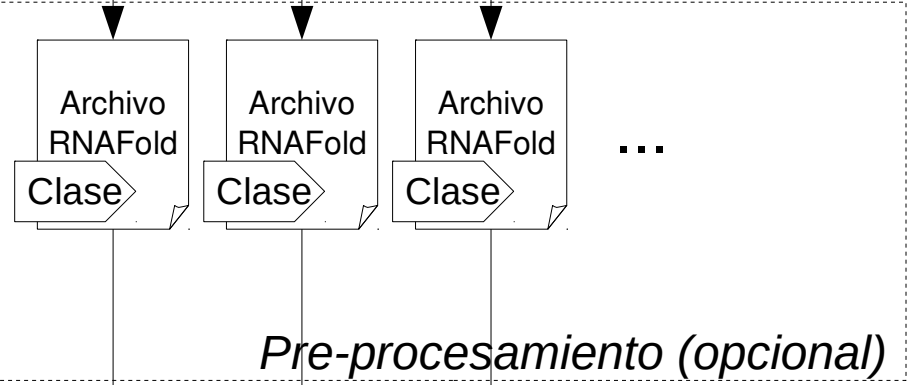 Archivo
RNAFold
Clase
Archivo
RNAFold
Clase
Archivo
RNAFold
Clase
...
Pre-procesamiento (opcional)